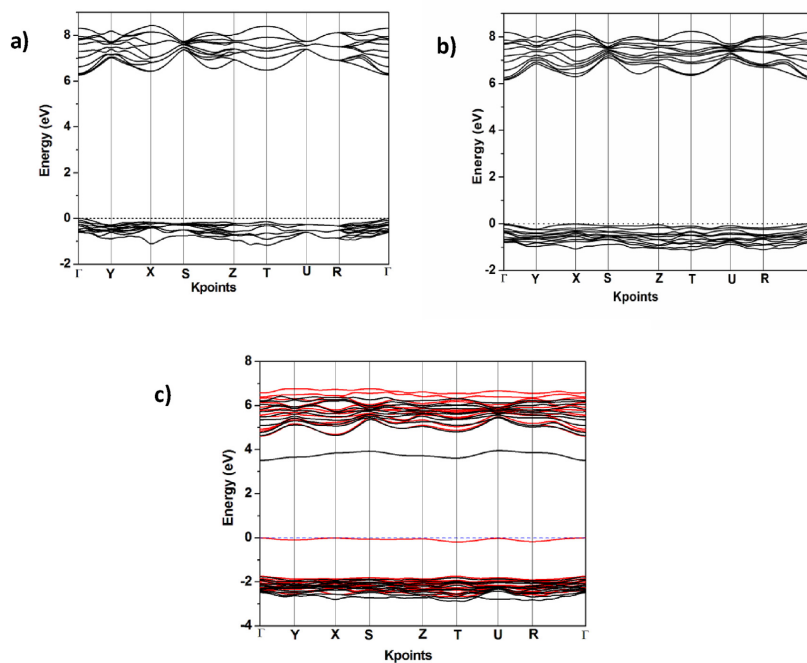 a)
8
6
4
2
0
-2
Energy (eV)
Γ Y X S Z T U R Γ
Kpoints
b)
8
6
4
2
0
-2
Energy (eV)
Γ Y X S Z T U R
Kpoints
c)
8
6
4
2
0
-2
-4
Energy (eV)
Γ Y X S Z T U R Γ
Kpoints